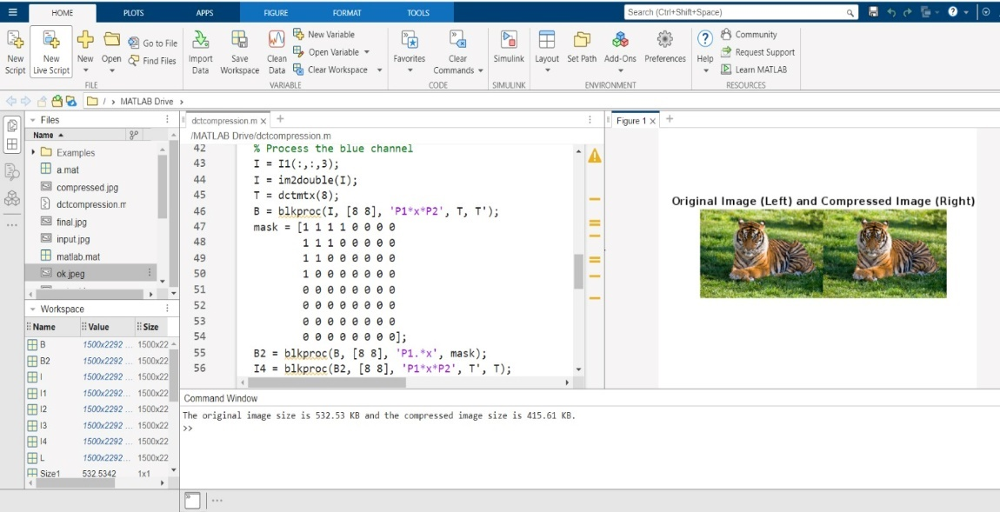 HOME PLOTS APPS FIGURE FORMAT TOOLS Search (Ctrl+Shift+Space)
New Script
New Live Script
New
Open
Go to File
Find Files
FILE
Import Data
Save Workspace
Clean Data
New Variable
Open Variable
Clear Workspace
VARIABLE
Favorites
Clear Commands
CODE
Simulink
SIMULINK
Layout
Set Path
Add-Ons
Preferences
ENVIRONMENT
Help
Community
Request Support
Learn MATLAB
RESOURCES
/ > MATLAB Drive >
Files
Name
Examples
a.mat
compressed.jpg
dctcompression.m
final.jpg
input.jpg
matlab.mat
ok.jpeg
Workspace
Name Value Size
B 1500x2292 ... 1500x22
B2 1500x2292 ... 1500x22
I 1500x2292 ... 1500x22
I1 1500x2292 ... 1500x22
I2 1500x2292 ... 1500x22
I3 1500x2292 ... 1500x22
I4 1500x2292 ... 1500x22
L 1500x2292 ... 1500x22
Size1 532.5342 1x1
dctcompression.m x +
/MATLAB Drive/dctcompression.m
42 % Process the blue channel
43 I = I1(:,:,3);
44 I = im2double(I);
45 T = dctmtx(8);
46 B = blkproc(I, [8 8], 'P1*x*P2', T, T');
47 mask = [1 1 1 1 0 0 0 0
48 1 1 1 0 0 0 0 0
49 1 1 0 0 0 0 0 0
50 1 0 0 0 0 0 0 0
51 0 0 0 0 0 0 0 0
52 0 0 0 0 0 0 0 0
53 0 0 0 0 0 0 0 0
54 0 0 0 0 0 0 0 0];
55 B2 = blkproc(B, [8 8], 'P1.*x', mask);
56 I4 = blkproc(B2, [8 8], 'P1*x*P2', T', T);
Figure 1 x +
Original Image (Left) and Compressed Image (Right)
Command Window
The original image size is 532.53 KB and the compressed image size is 415.61 KB.
>>